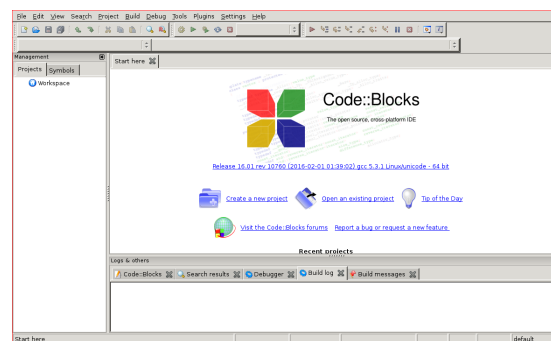 File Edit View Search Project Build Debug Tools Plugins Settings Help
Management
Projects Symbols
Workspace
Start here
Code::Blocks
The open source, cross-platform IDE
Release 16.01 rev 10760 (2016-02-01 01:39:02) gcc 5.3.1 Linux/unicode - 64 bit
Create a new project Open an existing project Tip of the Day
Visit the Code::Blocks forums Report a bug or request a new feature
Recent projects
Logs & others
Code::Blocks Search results Debugger Build log Build messages
Start here default